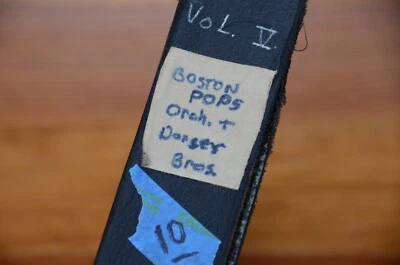 VOL. V.
BOSTON
POPS
Orch. +
Dorsey
Bros.
10